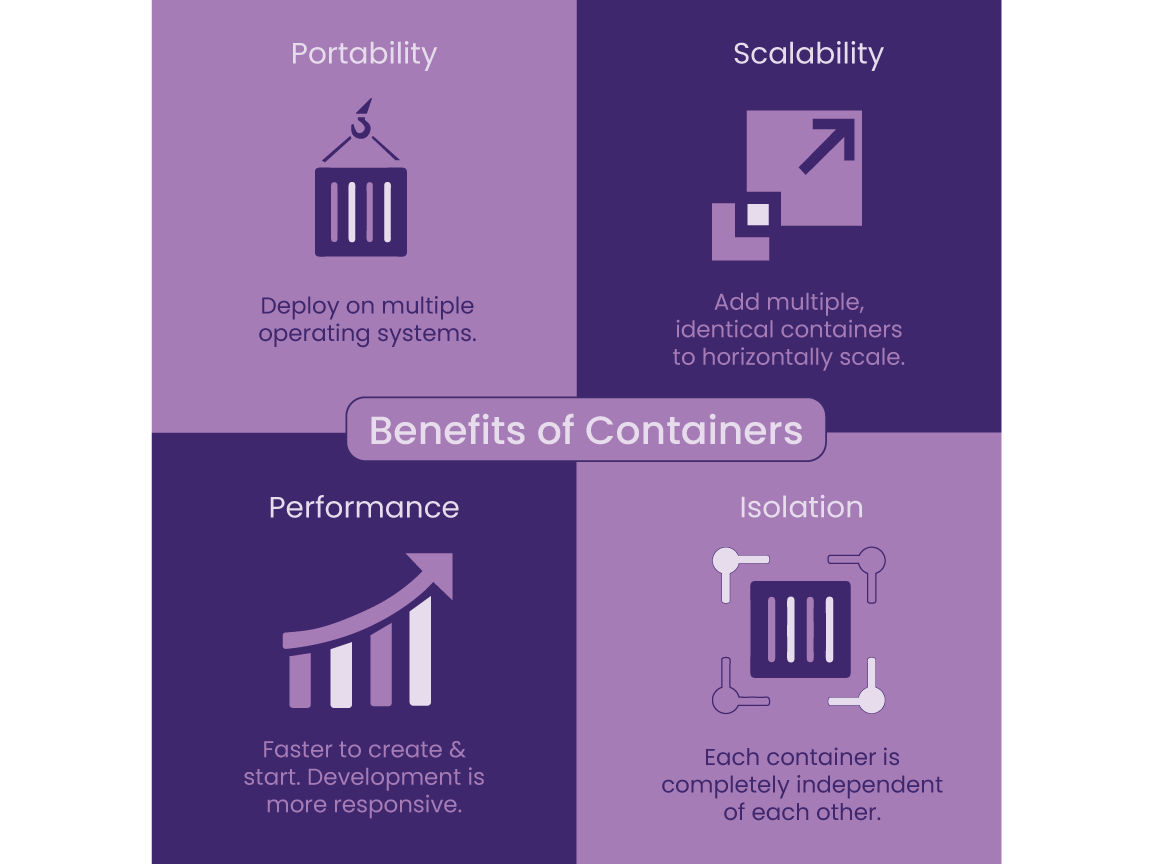 Portability
Deploy on multiple
operating systems.
Scalability
Add multiple,
identical containers
to horizontally scale.
Benefits of Containers
Performance
Faster to create &
start. Development is
more responsive.
Isolation
Each container is
completely independent
of each other.